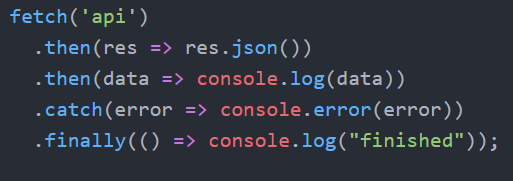 fetch('api')
  .then(res => res.json())
  .then(data => console.log(data))
  .catch(error => console.error(error))
  .finally(() => console.log("finished"));